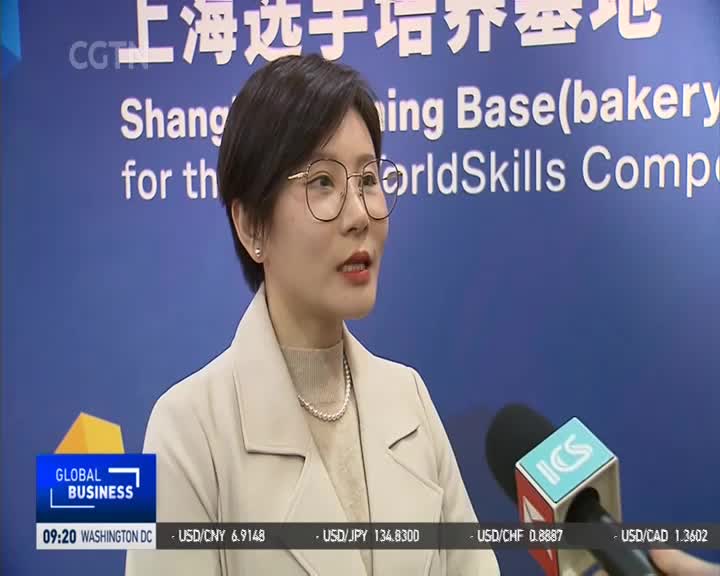 CGTN
上海选手培养基地
Shang ning Base(bakery
for th orldSkills Compe
ICS
GLOBAL
BUSINESS
09:20 WASHINGTON DC
- USD/CNY 6.9148 - USD/JPY 134.8300 - USD/CHF 0.8887 - USD/CAD 1.3602